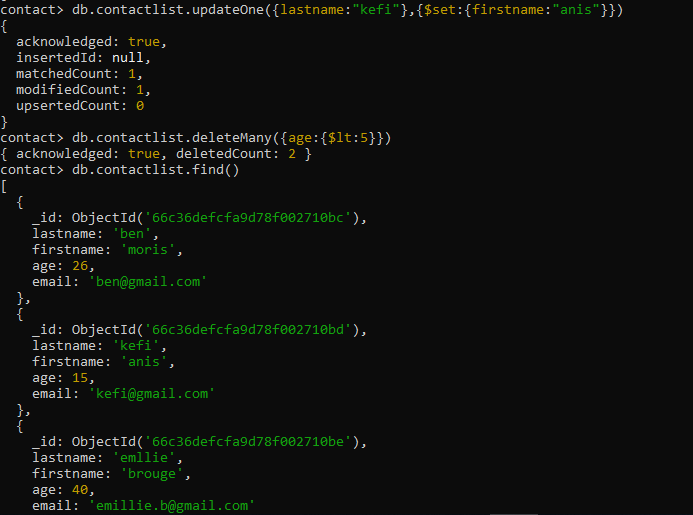 contact> db.contactlist.updateOne({lastname:"kefi"},{$set:{firstname:"anis"}})
{
  acknowledged: true,
  insertedId: null,
  matchedCount: 1,
  modifiedCount: 1,
  upsertedCount: 0
}
contact> db.contactlist.deleteMany({age:{$lt:5}})
{ acknowledged: true, deletedCount: 2 }
contact> db.contactlist.find()
[
  {
    _id: ObjectId('66c36defcfa9d78f002710bc'),
    lastname: 'ben',
    firstname: 'moris',
    age: 26,
    email: 'ben@gmail.com'
  },
  {
    _id: ObjectId('66c36defcfa9d78f002710bd'),
    lastname: 'kefi',
    firstname: 'anis',
    age: 15,
    email: 'kefi@gmail.com'
  },
  {
    _id: ObjectId('66c36defcfa9d78f002710be'),
    lastname: 'emllie',
    firstname: 'brouge',
    age: 40,
    email: 'emillie.b@gmail.com'